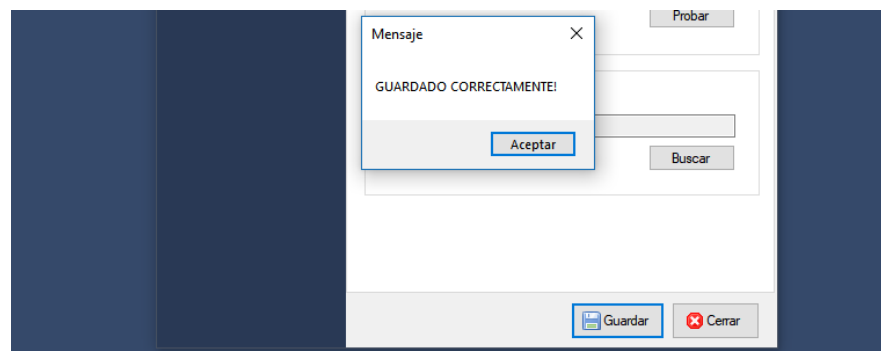 Probar
Mensaje
GUARDADO CORRECTAMENTE!
Aceptar
Buscar
Guardar
Cerrar